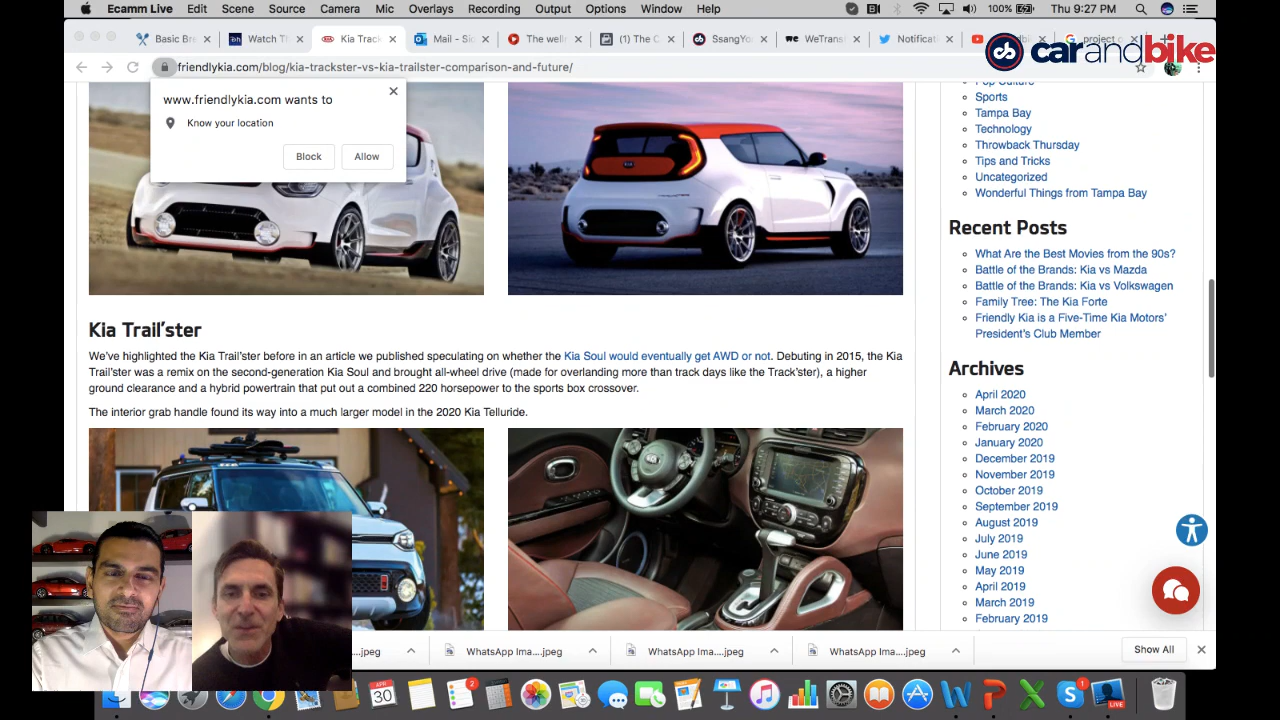 Ecamm Live Edit Scene Source Camera Mic Overlays Recording Output Options Window Help 100% Thu 9:27 PM
Basic Br Watch Th Kia Track Mail - Si The well (1) The C SsangYo WeTrans Twitter Notificati
carandbike
friendlykia.com/blog/kia-trackster-vs-kia-trailster-comparison-and-future/
www.friendlykia.com wants to
Know your location
Block Allow
Sports
Tampa Bay
Technology
Throwback Thursday
Tips and Tricks
Uncategorized
Wonderful Things from Tampa Bay
Recent Posts
What Are the Best Movies from the 90s?
Battle of the Brands: Kia vs Mazda
Battle of the Brands: Kia vs Volkswagen
Family Tree: The Kia Forte
Friendly Kia is a Five-Time Kia Motors'
President's Club Member
Kia Trail'ster
We've highlighted the Kia Trail'ster before in an article we published speculating on whether the Kia Soul would eventually get AWD or not. Debuting in 2015, the Kia
Trail'ster was a remix on the second-generation Kia Soul and brought all-wheel drive (made for overlanding more than track days like the Track'ster), a higher
ground clearance and a hybrid powertrain that put out a combined 220 horsepower to the sports box crossover.
The interior grab handle found its way into a much larger model in the 2020 Kia Telluride.
Archives
April 2020
March 2020
February 2020
January 2020
December 2019
November 2019
October 2019
September 2019
August 2019
July 2019
June 2019
May 2019
April 2019
March 2019
February 2019
....jpeg WhatsApp Ima....jpeg WhatsApp Ima....jpeg WhatsApp Ima....jpeg Show All
APR
30
2
1
LIVE